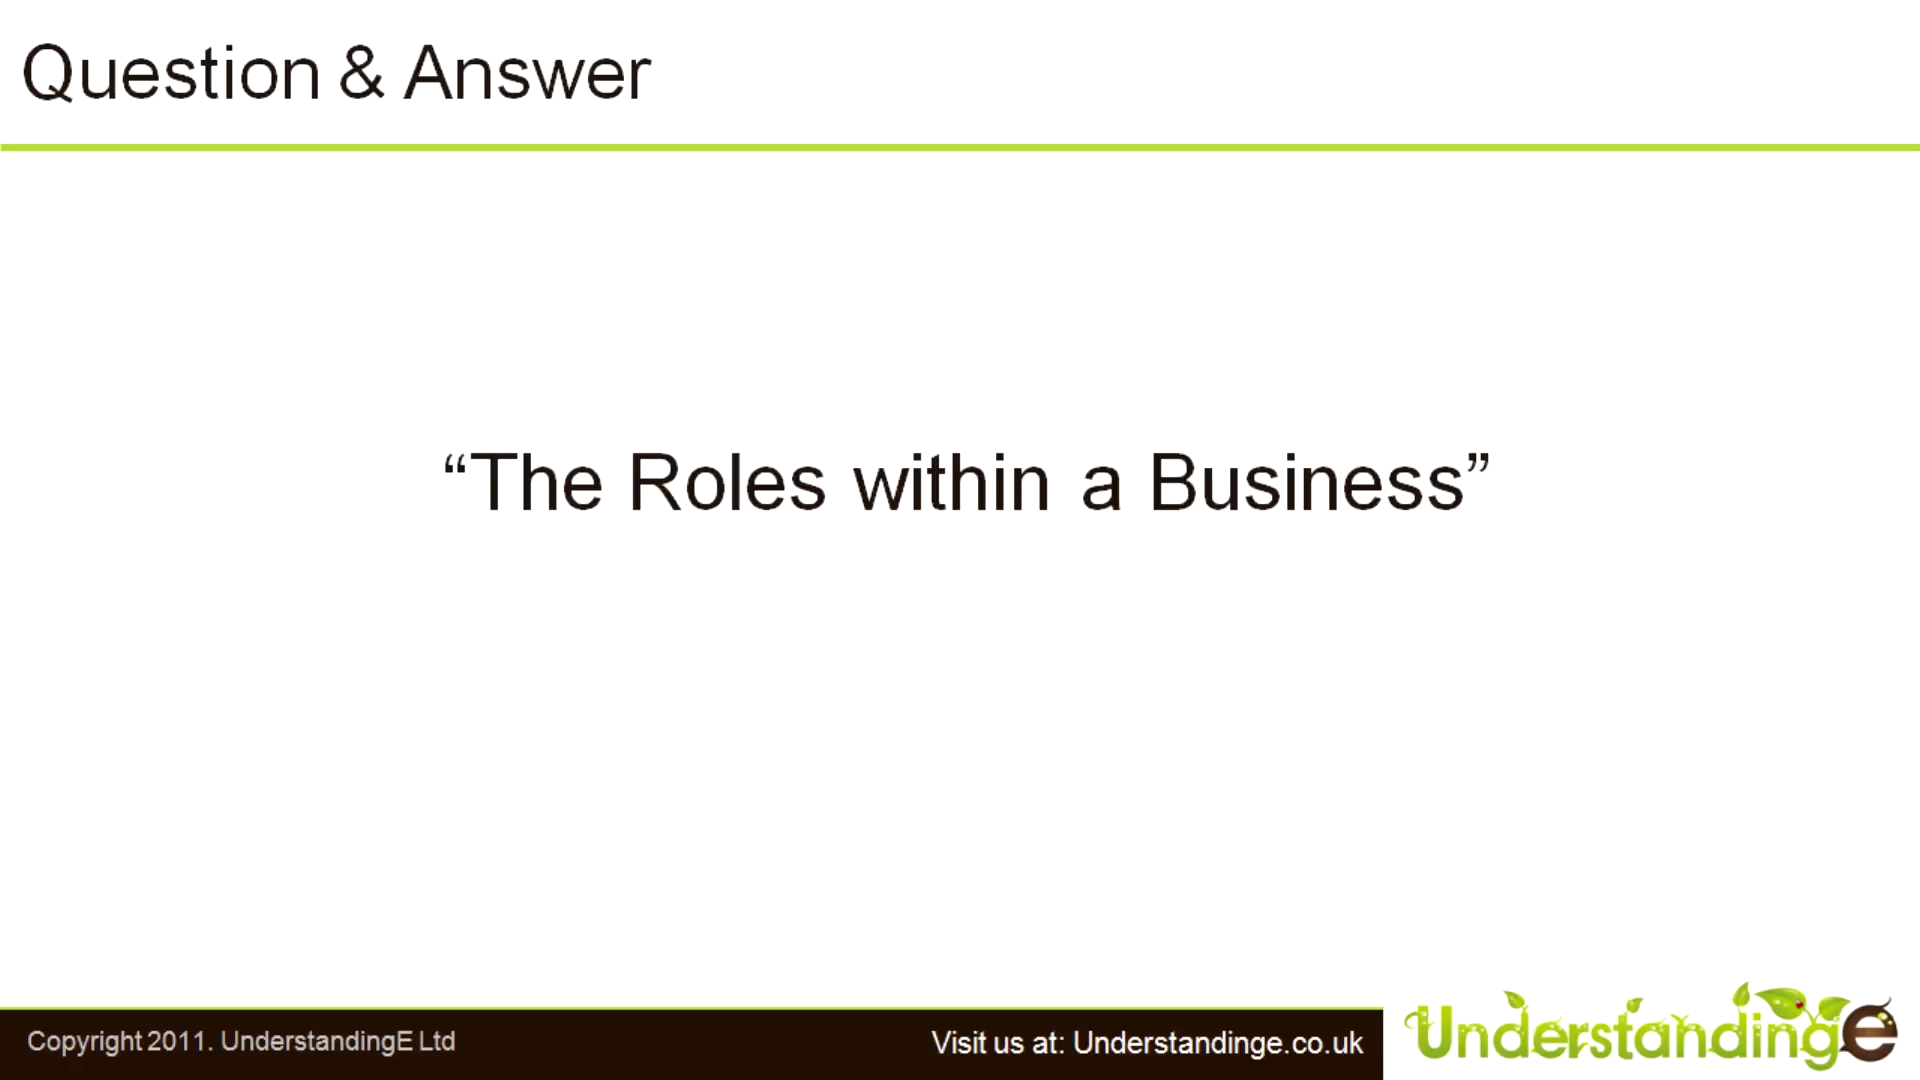 Question & Answer
“The Roles within a Business”
Copyright 2011. UnderstandingE Ltd
Visit us at: Understandinge.co.uk
UnderstandingE